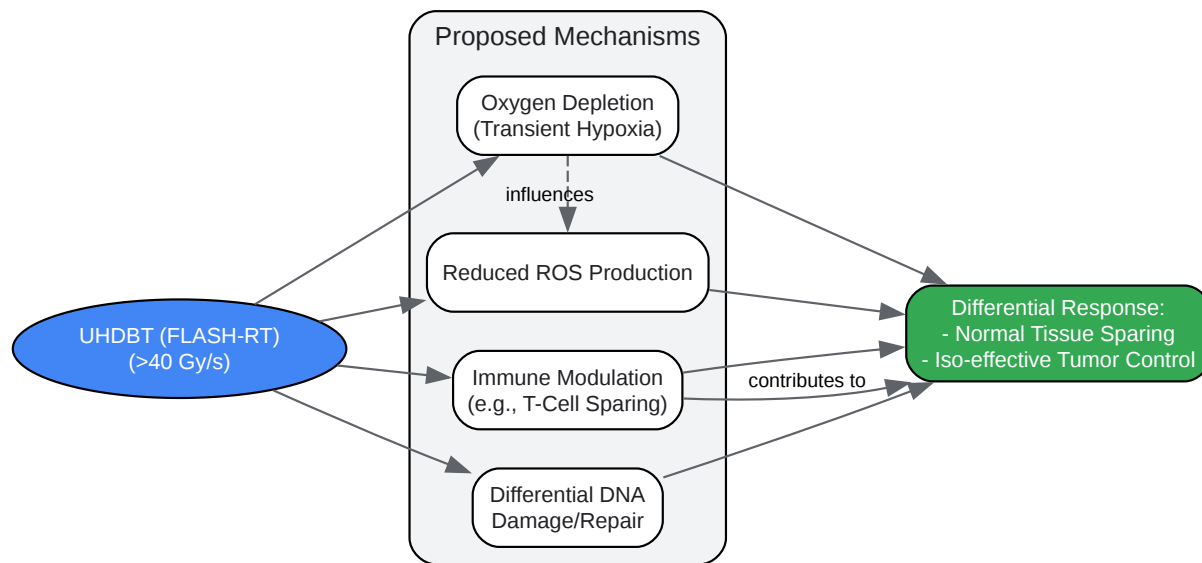 Proposed Mechanisms
Oxygen Depletion
(Transient Hypoxia)
influences
Reduced ROS Production
UHDBT (FLASH-RT)
(>40 Gy/s)
Immune Modulation
(e.g., T-Cell Sparing)
contributes to
Differential DNA
Damage/Repair
Differential Response:
- Normal Tissue Sparing
- Iso-effective Tumor Control